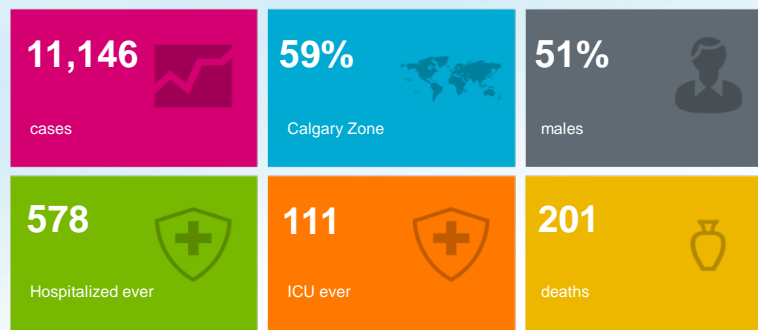 11,146
cases
59%
Calgary Zone
51%
males
578
Hospitalized ever
111
ICU ever
201
deaths